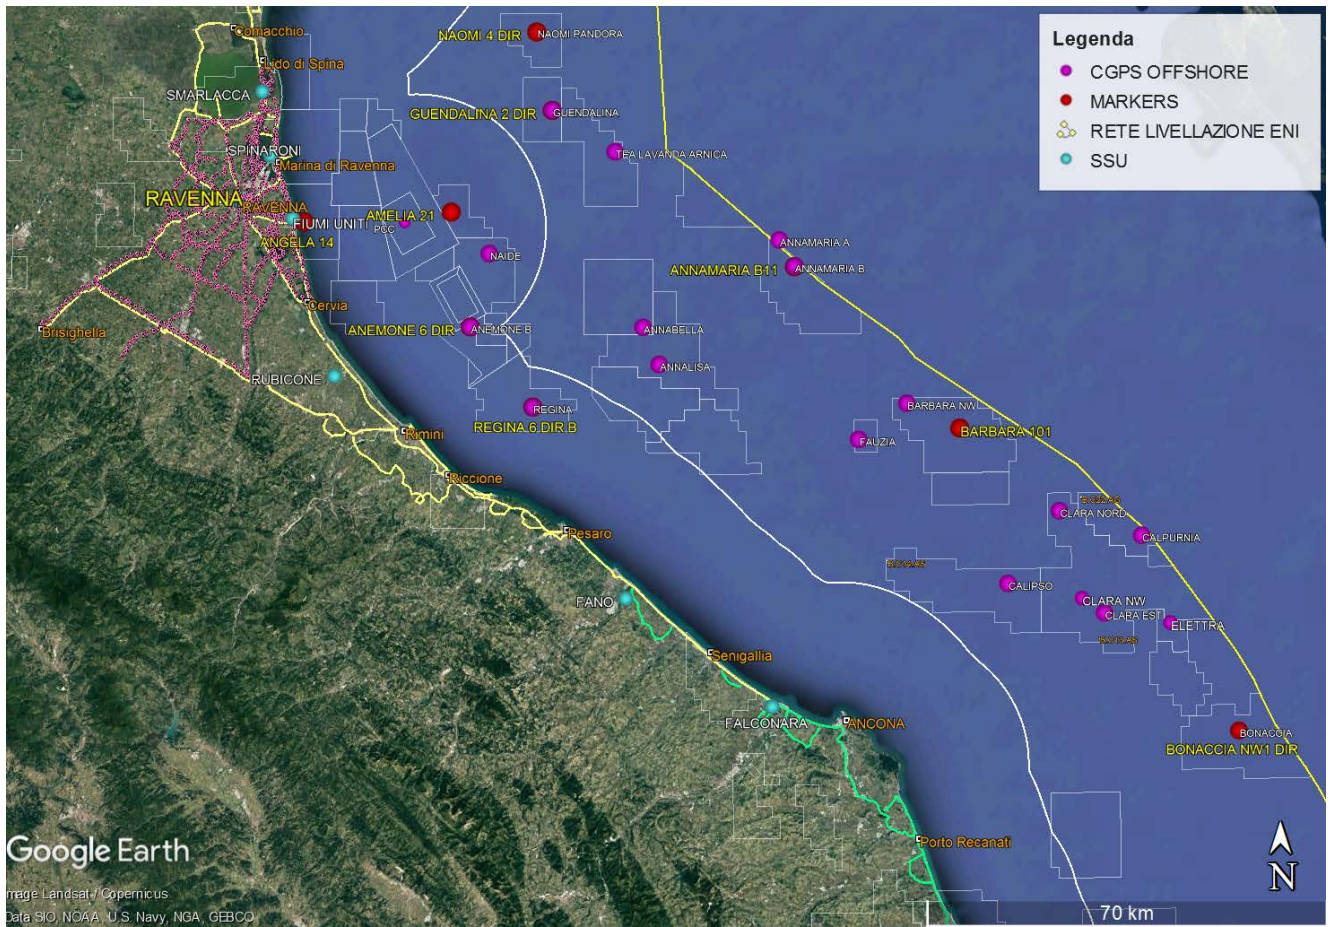 Comacchio
NAOMI 4 DIR
NAOMI PANDORA
Legenda
CGPS OFFSHORE
MARKERS
RETE LIVELLAZIONE ENI
SSU
Lido di Spina
SMARLACCA
GUENDALINA 2 DIR
GUENDALINA
SPINARONI
TEA LAVANDA ARNICA
Marina di Ravenna
RAVENNA
RAVENNA
AMELIA 21
FIUMI UNITI
PCC
ANGELA 14
NAIDE
ANNAMARIA A
ANNAMARIA B11
ANNAMARIA B
Cervia
Brisighella
ANEMONE 6 DIR
ANEMONE B
ANNABELLA
ANNALISA
RUBICONE
REGINA
REGINA 6 DIR B
BARBARA NW
BARBARA 101
FAUZIA
Rimini
Riccione
CLARA NORD
Pesaro
CALPURNIA
CALIPSO
FANO
CLARA NW
CLARA EST
ELETTRA
Senigallia
FALCONARA
ANCONA
BONACCIA
BONACCIA NW1 DIR
Porto Recanati
Google Earth
N
mage Landsat / Copernicus
Data SIO, NOAA, U.S. Navy, NGA, GEBCO
70 km